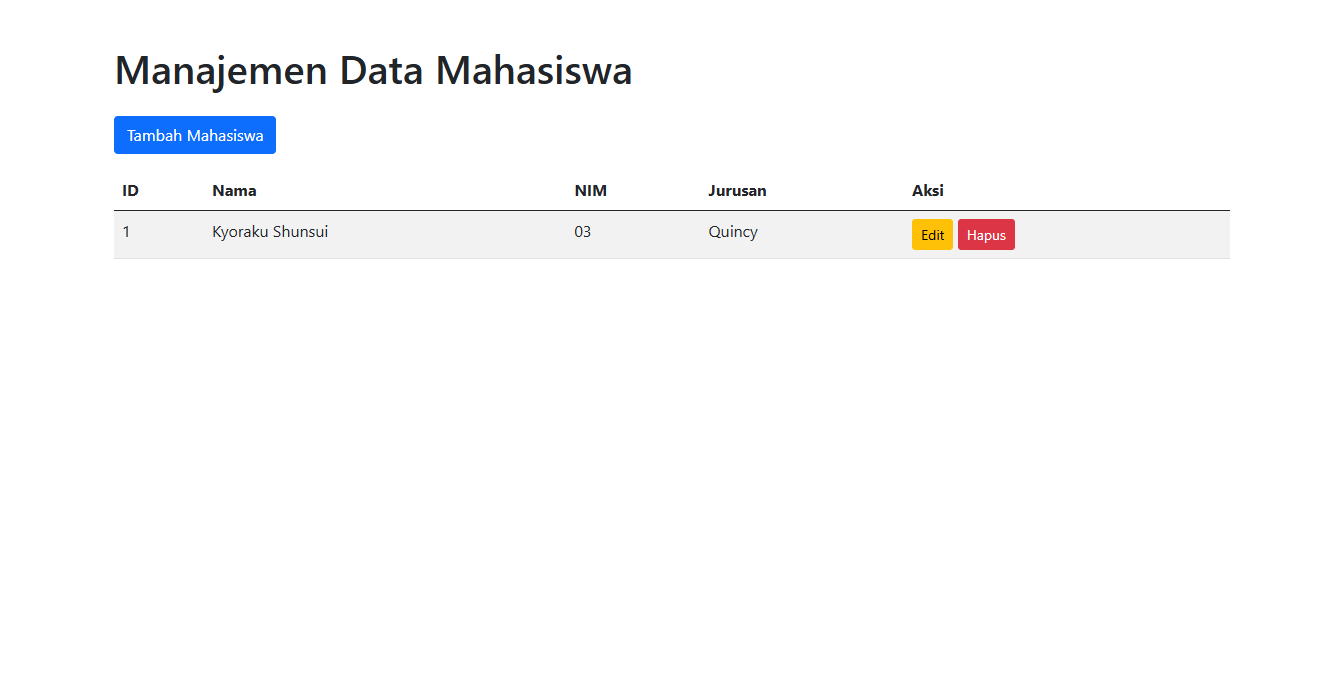 Manajemen Data Mahasiswa
Tambah Mahasiswa
ID Nama NIM Jurusan Aksi
1 Kyoraku Shunsui 03 Quincy Edit Hapus